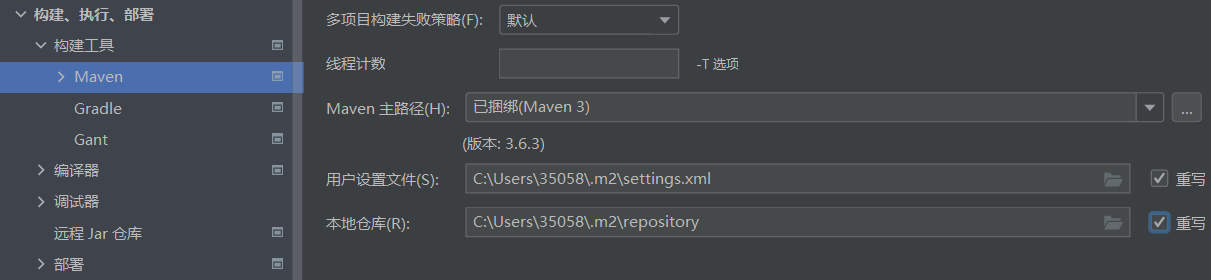 构建、执行、部署
构建工具
Maven
Gradle
Gant
编译器
调试器
远程 Jar 仓库
部署
多项目构建失败策略(F): 默认
线程计数 -T 选项
Maven 主路径(H): 已捆绑(Maven 3) ...
(版本: 3.6.3)
用户设置文件(S): C:\Users\35058\.m2\settings.xml 重写
本地仓库(R): C:\Users\35058\.m2\repository 重写